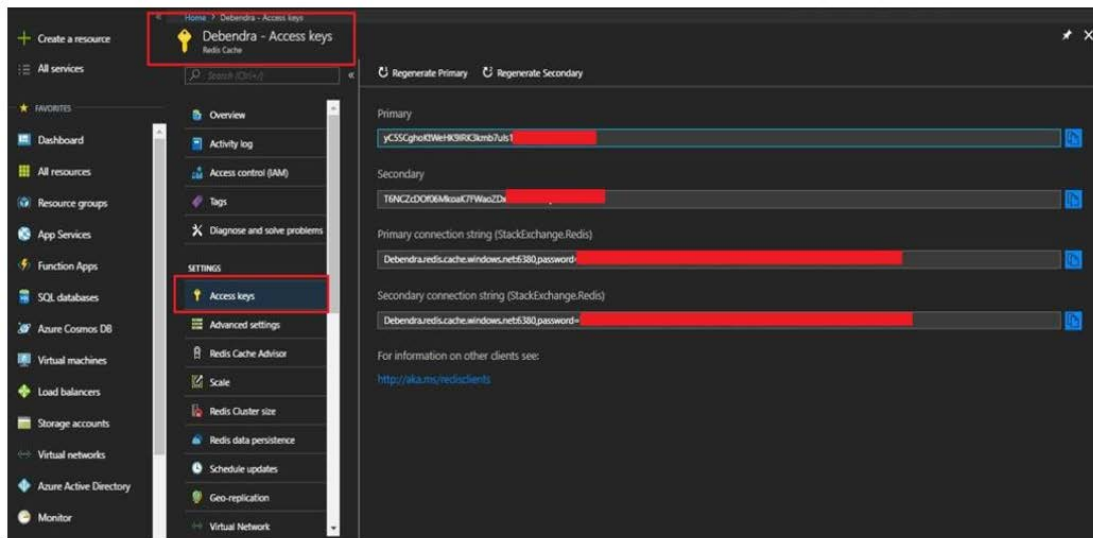 Home > Debendra - Access keys
Debendra - Access keys
Redis Cache
Create a resource
All services
FAVORITES
Dashboard
All resources
Resource groups
App Services
Function Apps
SQL databases
Azure Cosmos DB
Virtual machines
Load balancers
Storage accounts
Virtual networks
Azure Active Directory
Monitor
Search (Ctrl+/)
Overview
Activity log
Access control (IAM)
Tags
Diagnose and solve problems
SETTINGS
Access keys
Advanced settings
Redis Cache Advisor
Scale
Redis Cluster size
Redis data persistence
Schedule updates
Geo-replication
Virtual Network
Regenerate Primary
Regenerate Secondary
Primary
Secondary
Primary connection string (StackExchange.Redis)
Debendra.redis.cache.windows.net:6380,password=
Secondary connection string (StackExchange.Redis)
Debendra.redis.cache.windows.net:6380,password=
For information on other clients see:
http://aka.ms/redisclients